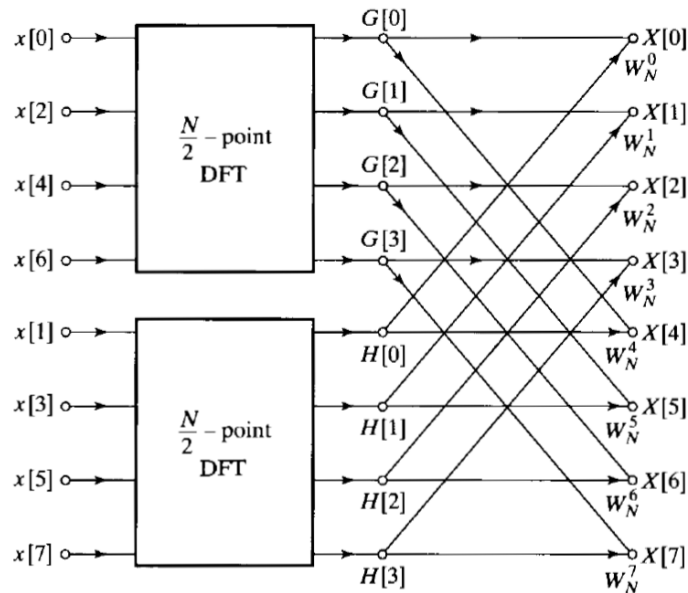 G[0]
x[0] X[0]
W_N^0
G[1]
x[2] X[1]
W_N^1
N/2 – point
DFT
G[2]
x[4] X[2]
W_N^2
G[3]
x[6] X[3]
W_N^3
x[1] X[4]
H[0] W_N^4
x[3] X[5]
H[1] W_N^5
N/2 – point
DFT
x[5] X[6]
H[2] W_N^6
x[7] X[7]
H[3] W_N^7